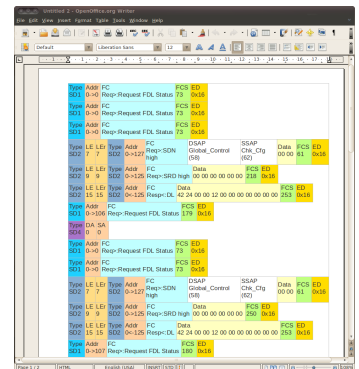 Untitled 2 - OpenOffice.org Writer
File Edit View Insert Format Table Tools Window Help
Default Liberation Sans 12
Type Addr FC FCS ED
SD1 0->0 Req>:Request FDL Status 73 0x16
Type Addr FC FCS ED
SD1 0->0 Req>:Request FDL Status 73 0x16
Type Addr FC FCS ED
SD1 0->0 Req>:Request FDL Status 73 0x16
Type LE LEr Type Addr FC DSAP SSAP Data FCS ED
SD2 7 7 SD2 0->127 Req>:SDN high Global_Control (58) Chk_Cfg (62) 00 00 61 0x16
Type LE LEr Type Addr FC Data FCS ED
SD2 9 9 SD2 0->125 Req>:SRD high 00 00 00 00 00 00 218 0x16
Type LE LEr Type Addr FC Data FCS ED
SD2 15 15 SD2 0<-125 Resp<:DL 42 24 00 00 12 00 00 00 00 00 00 00 253 0x16
Type Addr FC FCS ED
SD1 0->106 Req>:Request FDL Status 179 0x16
Type DA SA
SD4 0 0
Type Addr FC FCS ED
SD1 0->0 Req>:Request FDL Status 73 0x16
Type Addr FC FCS ED
SD1 0->0 Req>:Request FDL Status 73 0x16
Type LE LEr Type Addr FC DSAP SSAP Data FCS ED
SD2 7 7 SD2 0->127 Req>:SDN high Global_Control (58) Chk_Cfg (62) 00 00 61 0x16
Type LE LEr Type Addr FC Data FCS ED
SD2 9 9 SD2 0->125 Req>:SRD high 00 00 00 00 00 00 250 0x16
Type LE LEr Type Addr FC Data FCS ED
SD2 15 15 SD2 0<-125 Resp<:DL 42 24 00 00 12 00 00 00 00 00 00 00 253 0x16
Type Addr FC FCS ED
SD1 0->107 Req>:Request FDL Status 180 0x16
Page 1 / 2 HTML English (USA) INSRT STD